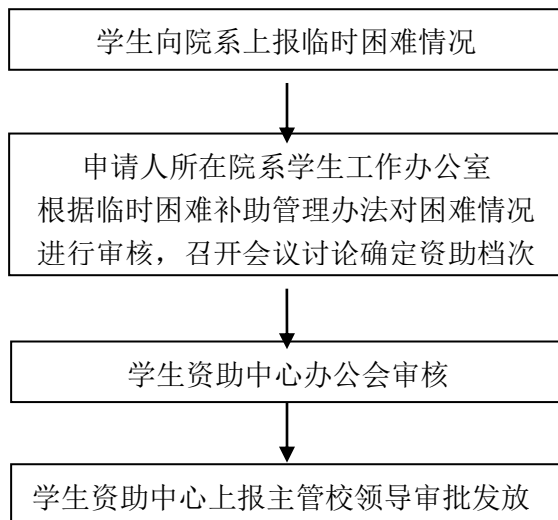 学生向院系上报临时困难情况
申请人所在院系学生工作办公室
根据临时困难补助管理办法对困难情况
进行审核，召开会议讨论确定资助档次
学生资助中心办公会审核
学生资助中心上报主管校领导审批发放